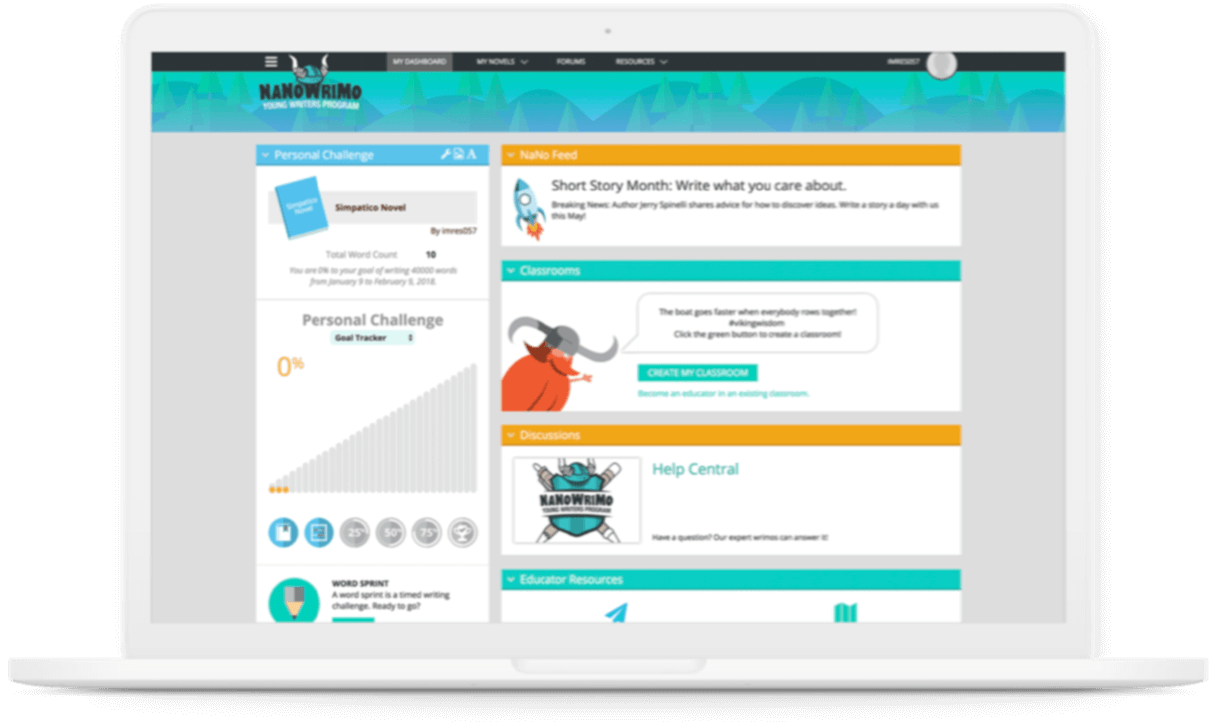 MY DASHBOARD
MY NOVELS
FORUMS
RESOURCES
IMRES057
NANOWRIMO
YOUNG WRITERS PROGRAM
Personal Challenge
A
Simpatico
Novel
Simpatico Novel
By imres057
Total Word Count 10
You are 0% to your goal of writing 40000 words
from January 9 to February 9, 2018.
Personal Challenge
Goal Tracker
0%
25%
50%
75%
WORD SPRINT
A word sprint is a timed writing
challenge. Ready to go?
NaNo Feed
Short Story Month: Write what you care about.
Breaking News: Author Jerry Spinelli shares advice for how to discover ideas. Write a story a day with us
this May!
Classrooms
The boat goes faster when everybody rows together!
#vikingwisdom
Click the green button to create a classroom!
CREATE MY CLASSROOM
Become an educator in an existing classroom.
Discussions
NANOWRIMO
YOUNG WRITERS PROGRAM
Help Central
Have a question? Our expert wrimos can answer it!
Educator Resources